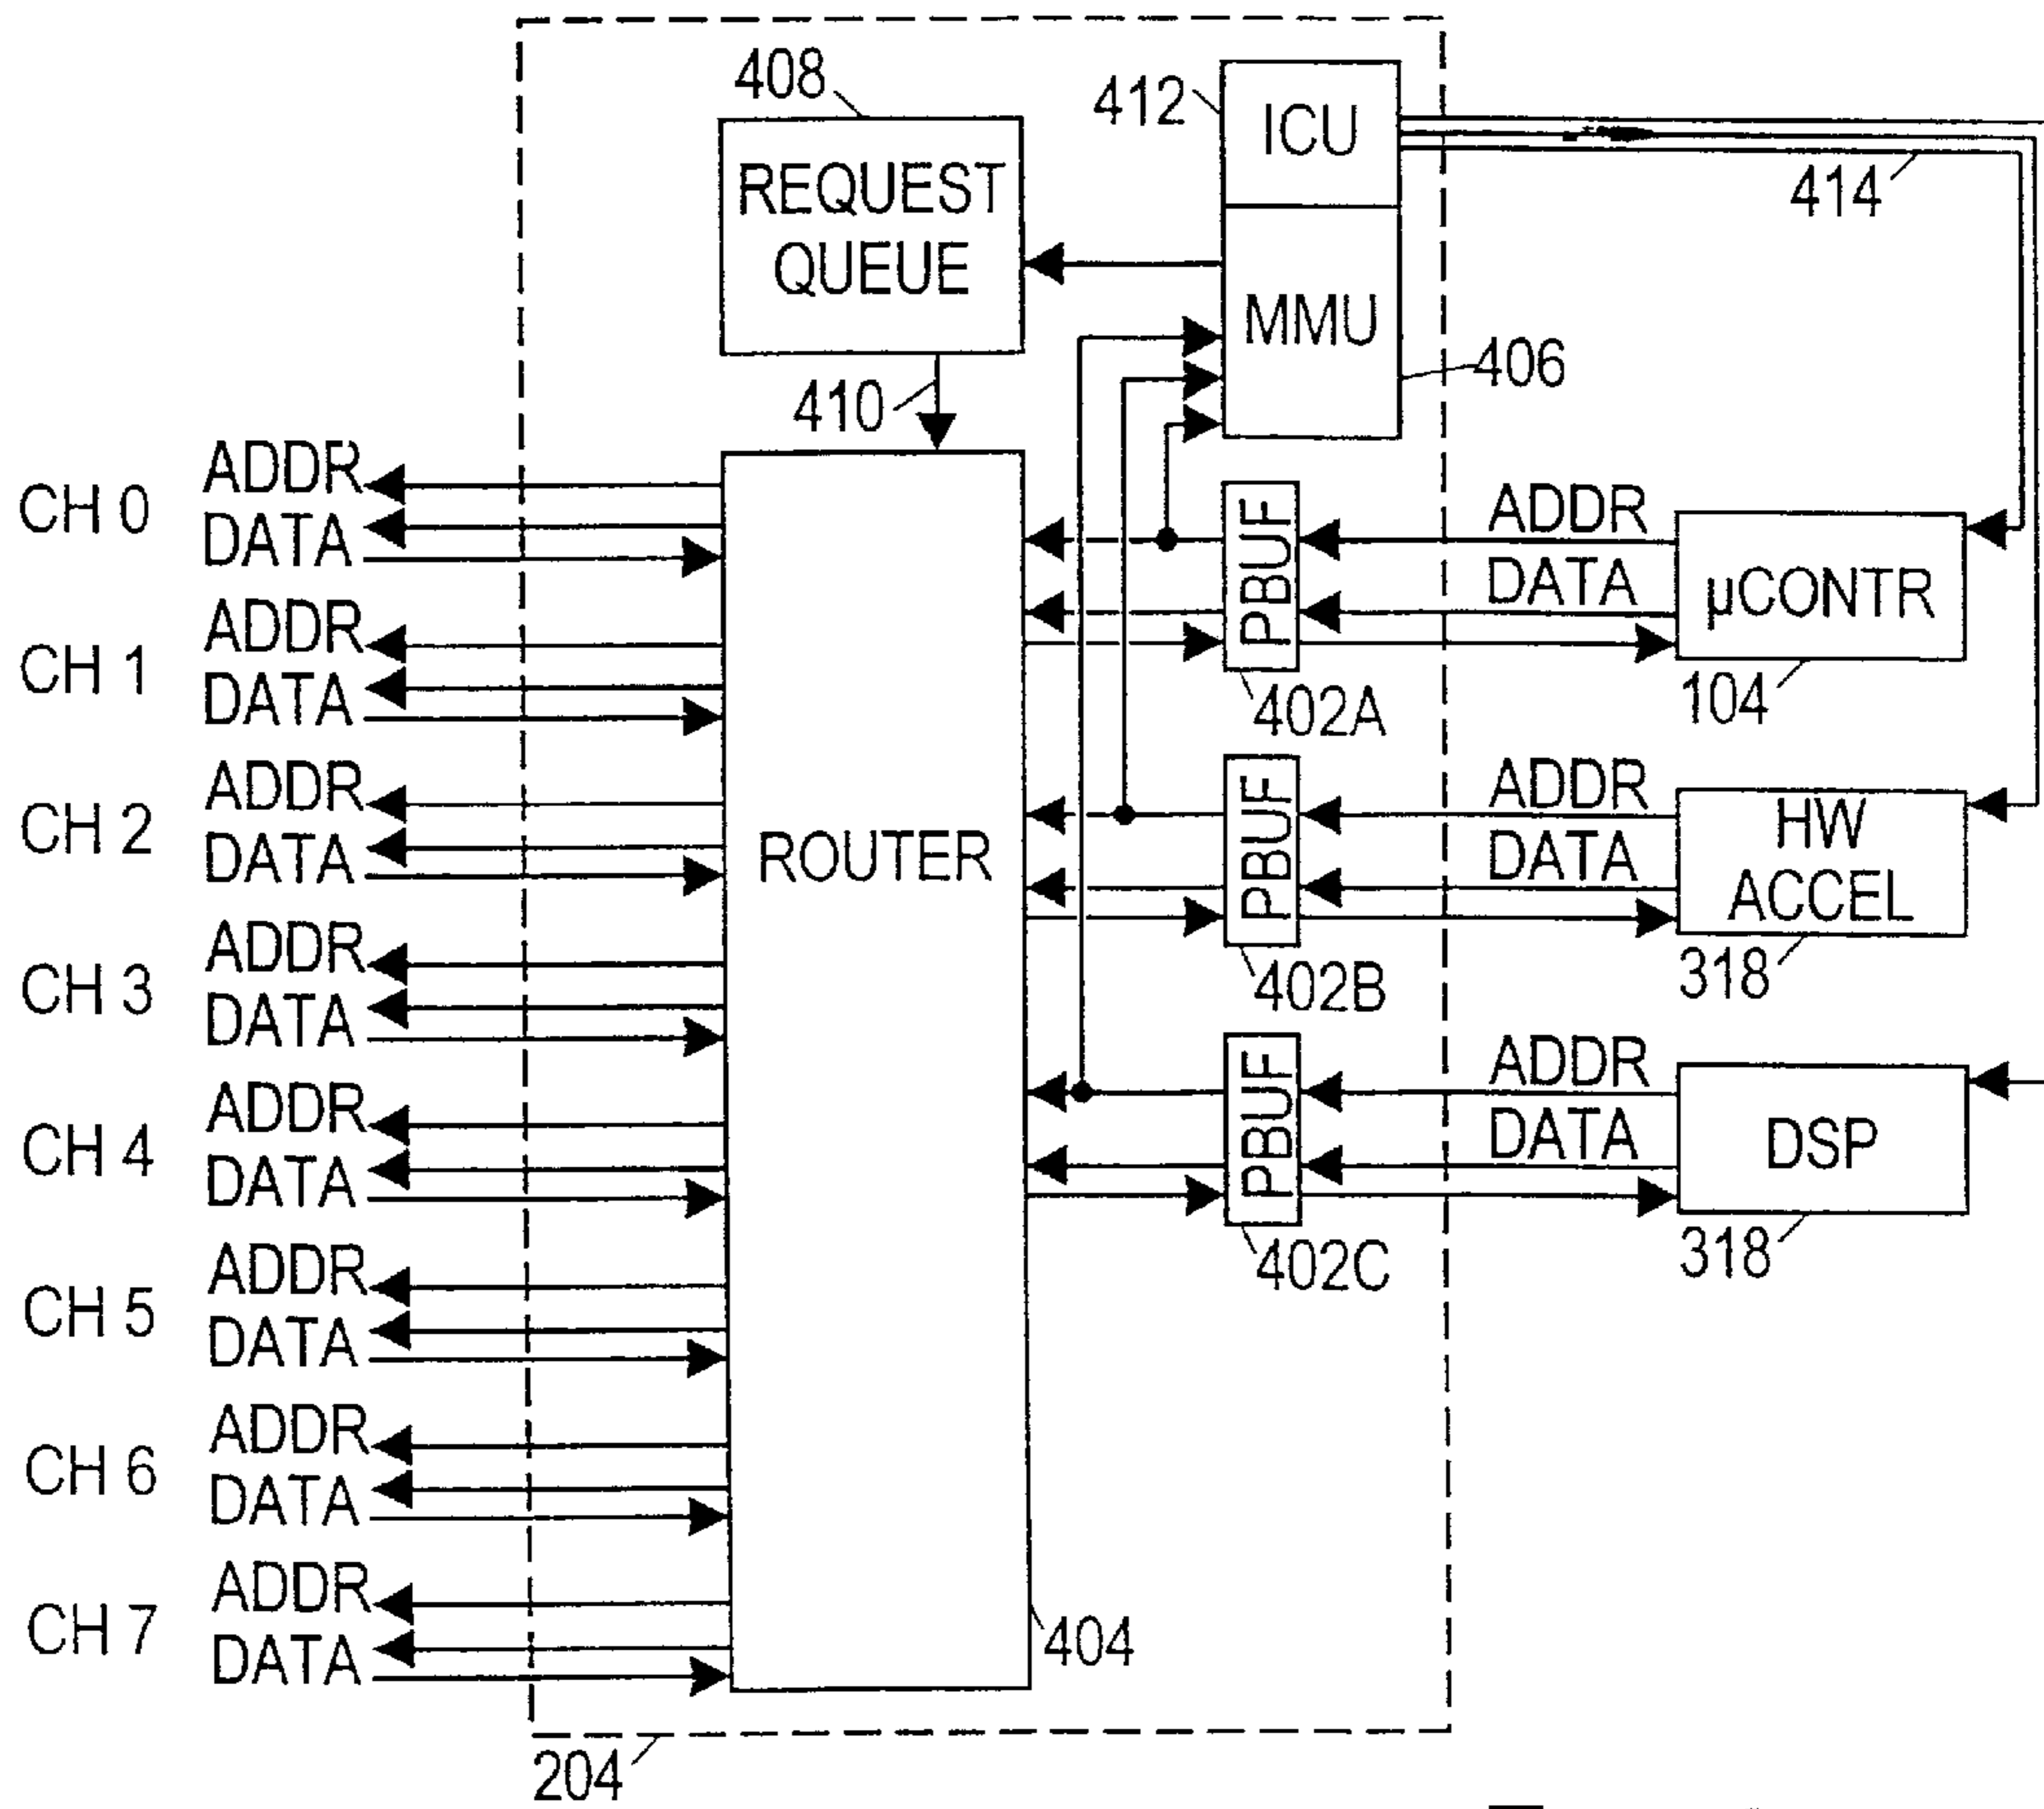 408
REQUEST
QUEUE
412
ICU
414
MMU
406
410
CH 0
ADDR
DATA
CH 1
ADDR
DATA
CH 2
ADDR
DATA
CH 3
ADDR
DATA
CH 4
ADDR
DATA
CH 5
ADDR
DATA
CH 6
ADDR
DATA
CH 7
ADDR
DATA
ROUTER
404
PBUF
402A
ADDR
DATA
µCONTR
104
PBUF
402B
ADDR
DATA
HW
ACCEL
318
PBUF
402C
ADDR
DATA
DSP
318
204